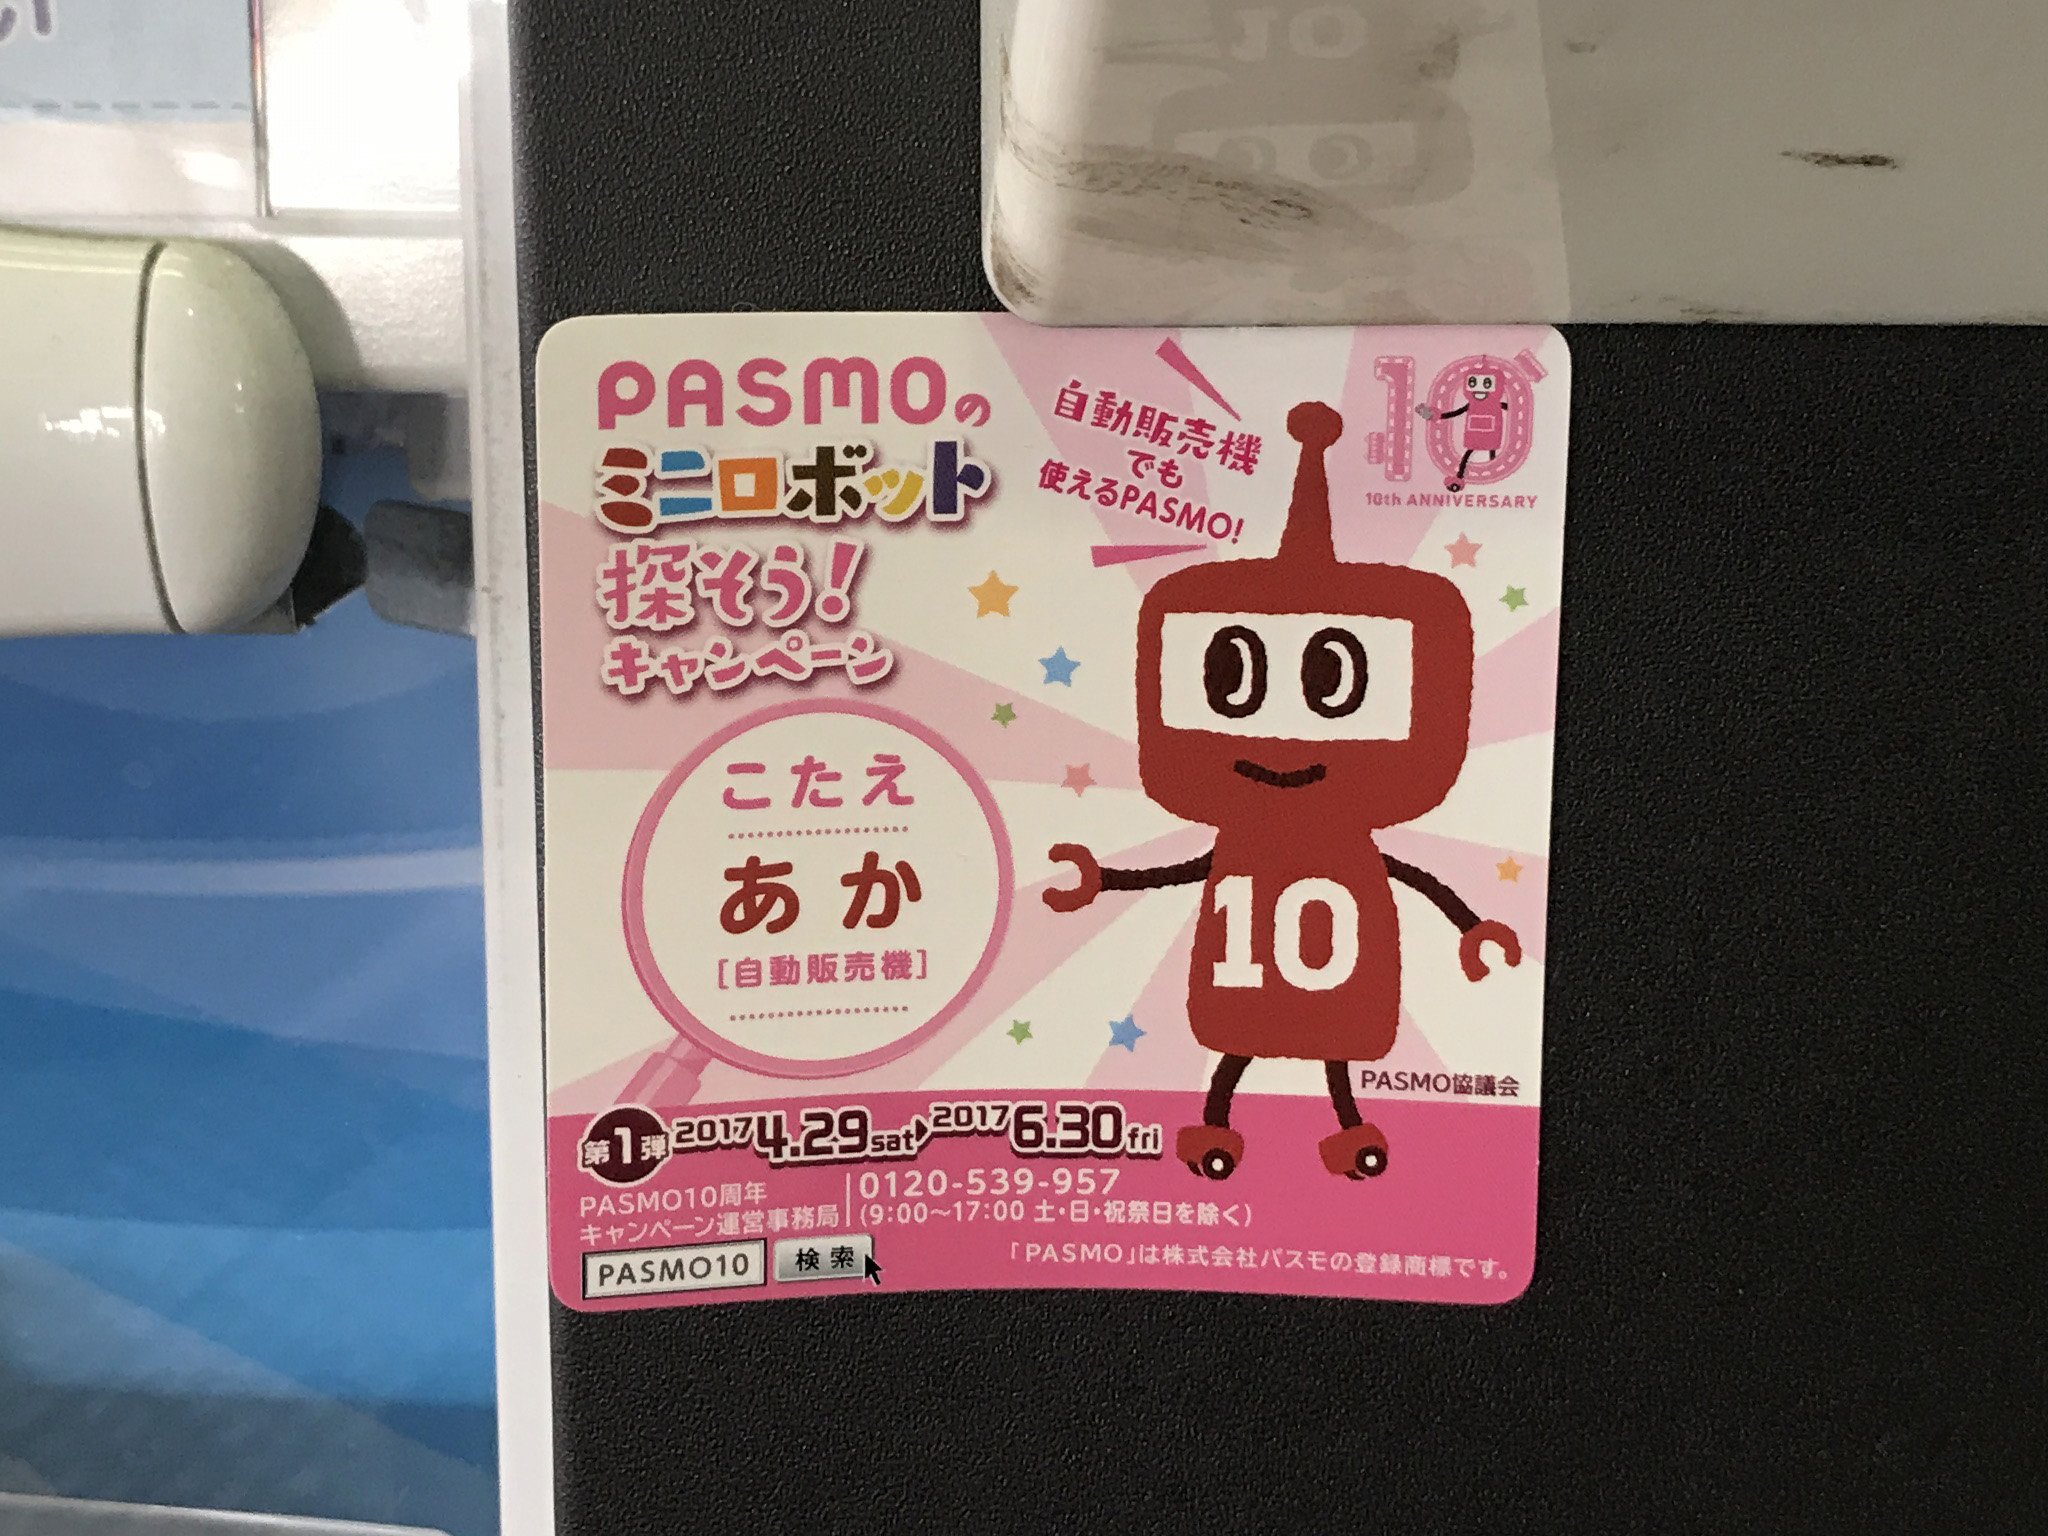 PASMOの
ミニロボット
探そう!
キャンペーン
自動販売機
でも
使えるPASMO!
10
10th ANNIVERSARY
こたえ
あか
[自動販売機]
10
PASMO協議会
第1弾 2017 4.29 sat 2017 6.30 fri
PASMO10周年
キャンペーン運営事務局
0120-539-957
(9:00〜17:00 土・日・祝祭日を除く)
PASMO10 検索
「PASMO」は株式会社パスモの登録商標です。